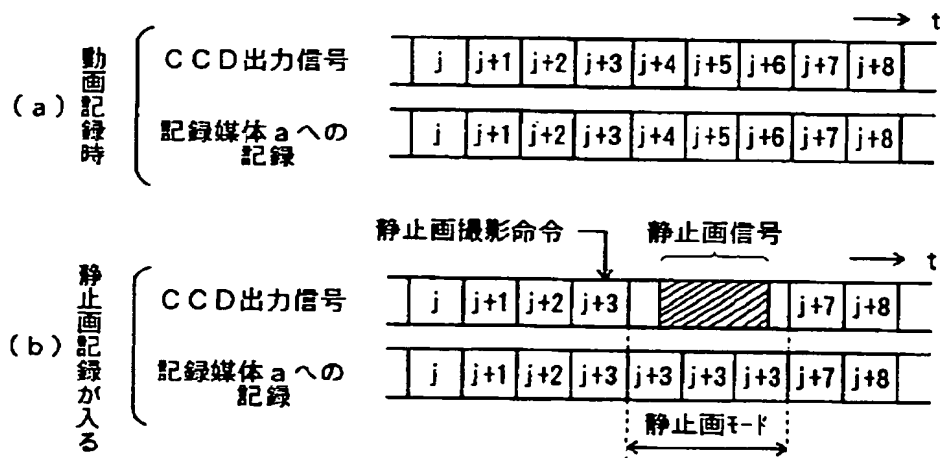 (a)
動画記録時
→ t
CCD出力信号
j j+1 j+2 j+3 j+4 j+5 j+6 j+7 j+8
記録媒体aへの
記録
j j+1 j+2 j+3 j+4 j+5 j+6 j+7 j+8
(b)
静止画記録が入る
静止画撮影命令
静止画信号
→ t
CCD出力信号
j j+1 j+2 j+3 j+7 j+8
記録媒体aへの
記録
j j+1 j+2 j+3 j+3 j+3 j+3 j+7 j+8
静止画モード